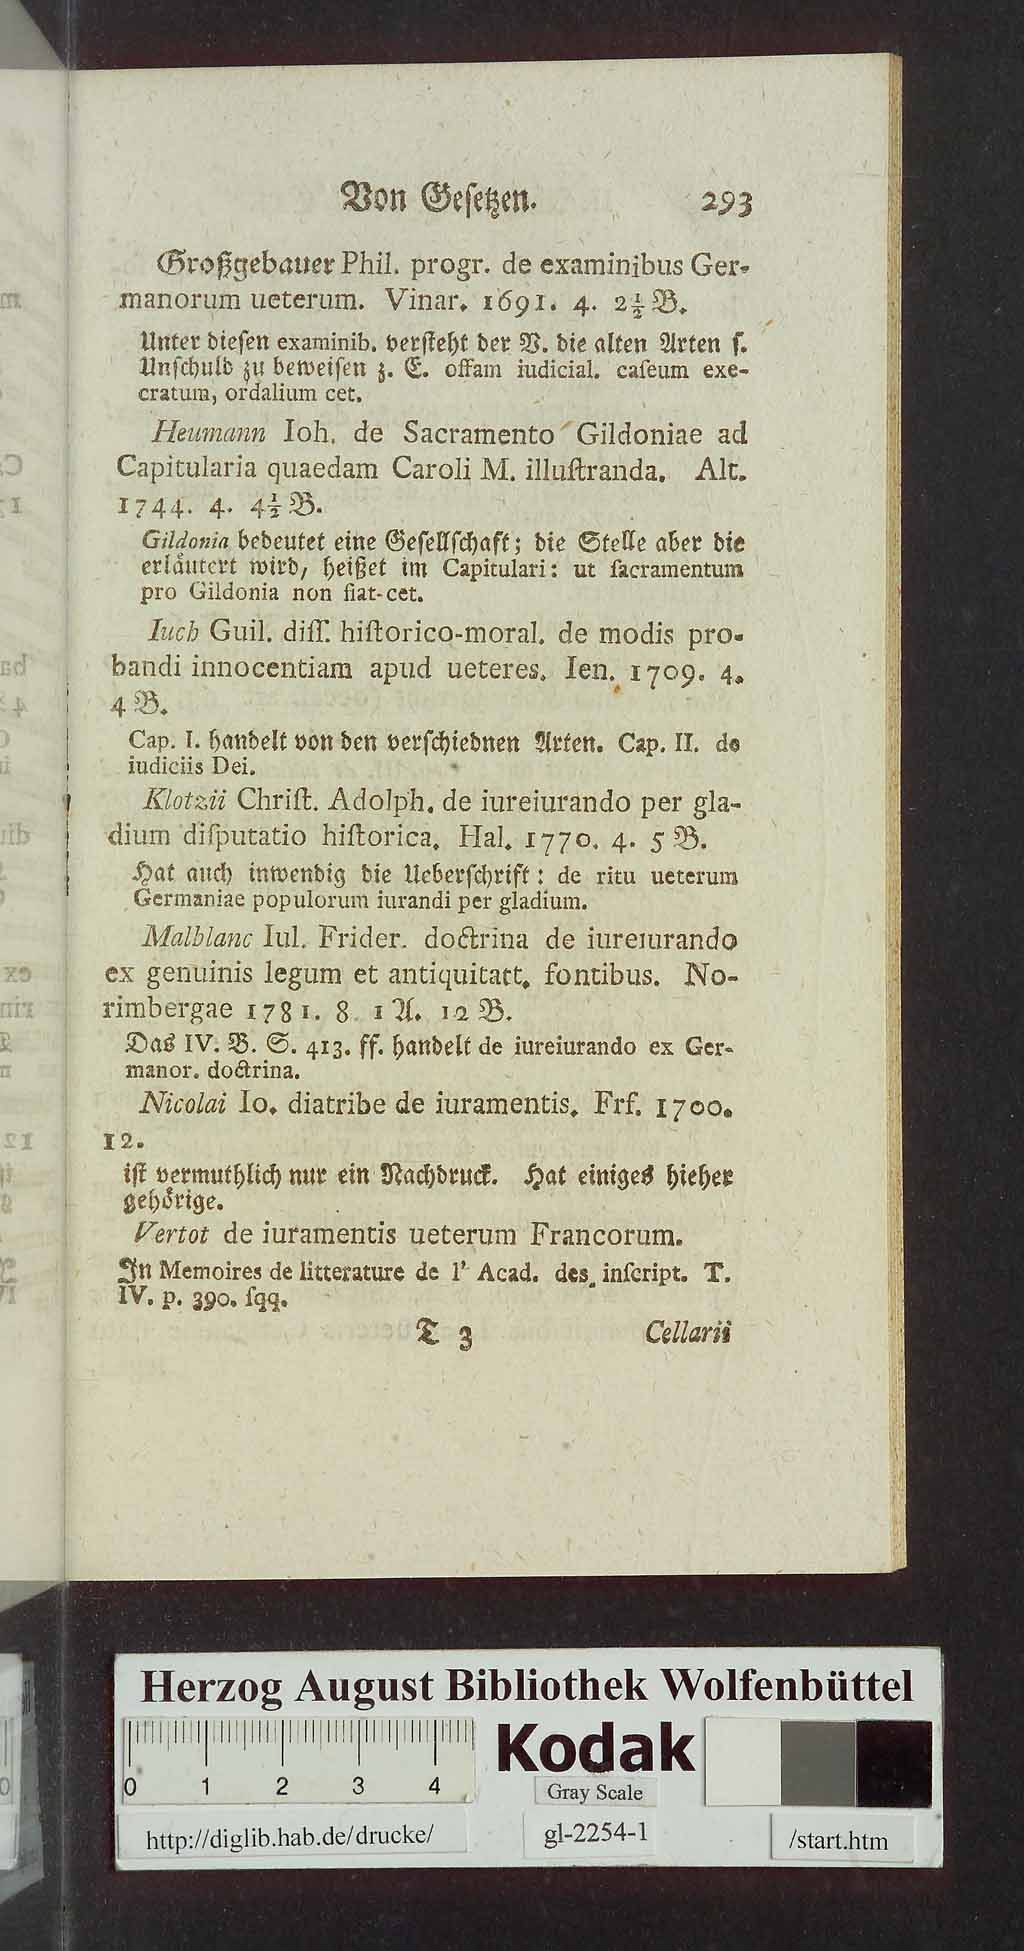 Von Geſetzen. 293
Großgebauer Phil. progr. de examinibus Ger-
manorum ueterum. Vinar. 1691. 4. 2½ B.
Unter dieſen examinib. verſteht der V. die alten Arten ſ.
Unſchuld zu beweiſen z. E. offam iudicial. caſeum exe-
cratum, ordalium cet.
Heumann Ioh. de Sacramento Gildoniae ad
Capitularia quaedam Caroli M. illuſtranda. Alt.
1744. 4. 4½ B.
Gildonia bedeutet eine Geſellſchaft; die Stelle aber die
erläutert wird, heißet im Capitulari: ut ſacramentum
pro Gildonia non fiat-cet.
Iuch Guil. diſſ. hiſtorico-moral. de modis pro-
bandi innocentiam apud ueteres. Ien. 1709. 4.
4 B.
Cap. I. handelt von den verſchiednen Arten. Cap. II. de
iudiciis Dei.
Klotzii Chriſt. Adolph. de iureiurando per gla-
dium diſputatio hiſtorica. Hal. 1770. 4. 5 B.
Hat auch inwendig die Ueberſchrift: de ritu ueterum
Germaniae populorum iurandi per gladium.
Malblanc Iul. Frider. doctrina de iureiurando
ex genuinis legum et antiquitatt. fontibus. No-
rimbergae 1781. 8. 1 A. 12 B.
Das IV. B. S. 413. ff. handelt de iureiurando ex Ger-
manor. doctrina.
Nicolai Io. diatribe de iuramentis. Frf. 1700.
12.
iſt vermuthlich nur ein Nachdruck. Hat einiges hieher
gehörige.
Vertot de iuramentis ueterum Francorum.
In Memoires de litterature de l' Acad. des inſcript. T.
IV. p. 390. ſqq.
T 3 Cellarii
Herzog August Bibliothek Wolfenbüttel
0 1 2 3 4
Kodak
Gray Scale
http://diglib.hab.de/drucke/ gl-2254-1 /start.htm